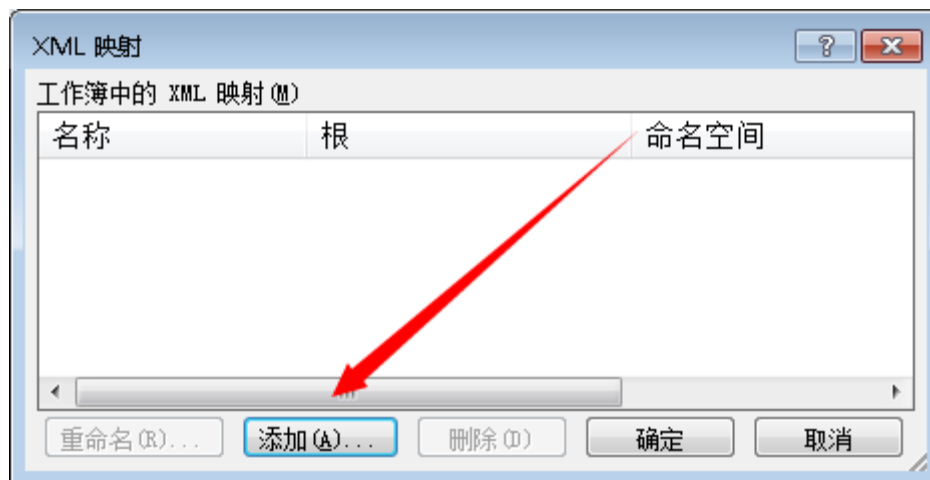 XML 映射
工作簿中的 XML 映射(M)
名称 根 命名空间
重命名(R)... 添加(A)... 删除(D) 确定 取消